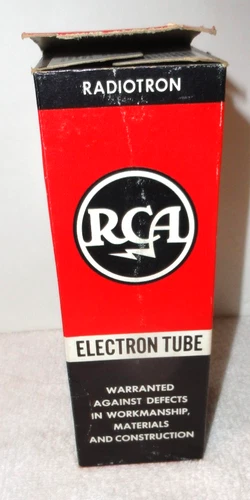 RADIOTRON
RCA
ELECTRON TUBE
WARRANTED
AGAINST DEFECTS
IN WORKMANSHIP,
MATERIALS
AND CONSTRUCTION